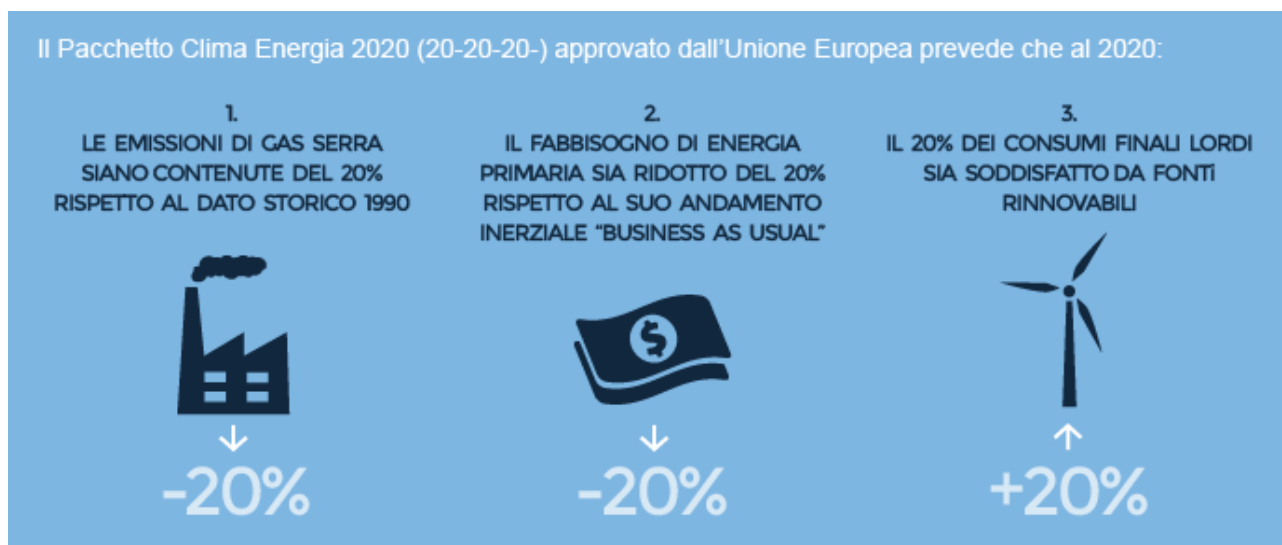 Il Pacchetto Clima Energia 2020 (20-20-20-) approvato dall'Unione Europea prevede che al 2020:
1.
LE EMISSIONI DI GAS SERRA
SIANO CONTENUTE DEL 20%
RISPETTO AL DATO STORICO 1990
-20%
2.
IL FABBISOGNO DI ENERGIA
PRIMARIA SIA RIDOTTO DEL 20%
RISPETTO AL SUO ANDAMENTO
INERZIALE "BUSINESS AS USUAL"
$
-20%
3.
IL 20% DEI CONSUMI FINALI LORDI
SIA SODDISFATTO DA FONTi
RINNOVABILI
+20%